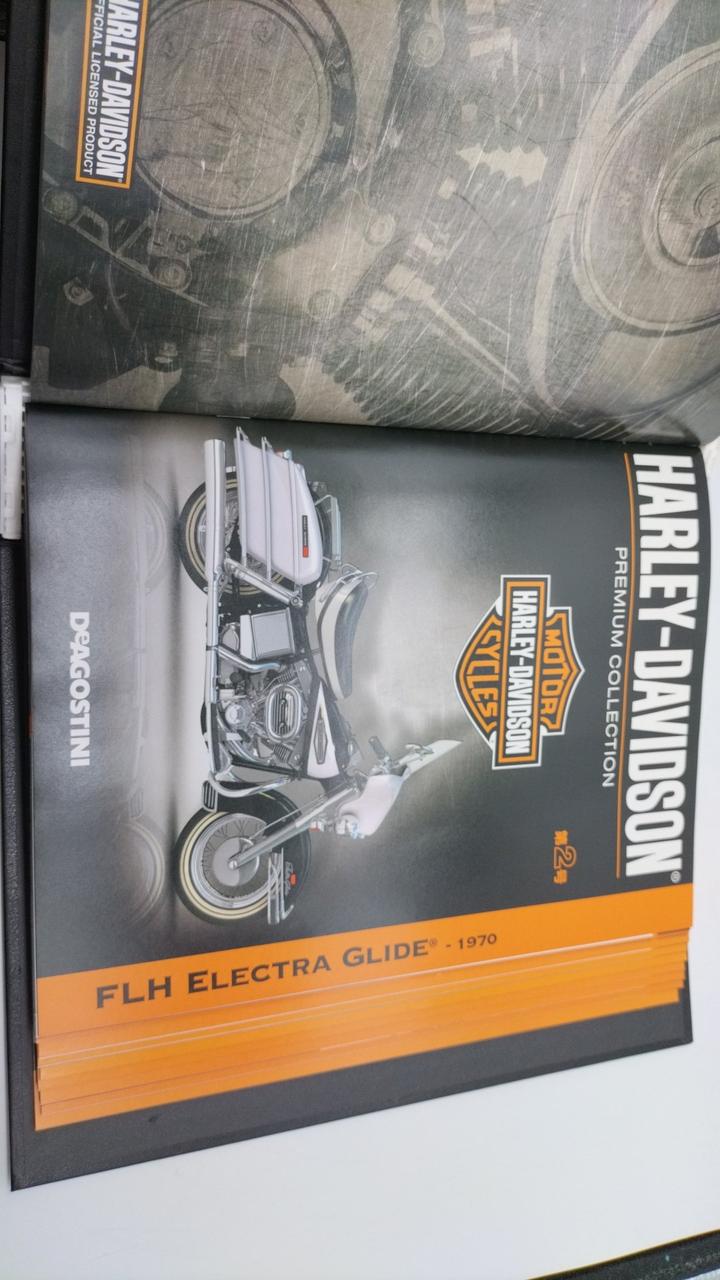 HARLEY-DAVIDSON®
OFFICIAL LICENSED PRODUCT
HARLEY-DAVIDSON®
PREMIUM COLLECTION
MOTOR
HARLEY-DAVIDSON
CYCLES
第2号
DeAGOSTINI
FLH ELECTRA GLIDE® - 1970